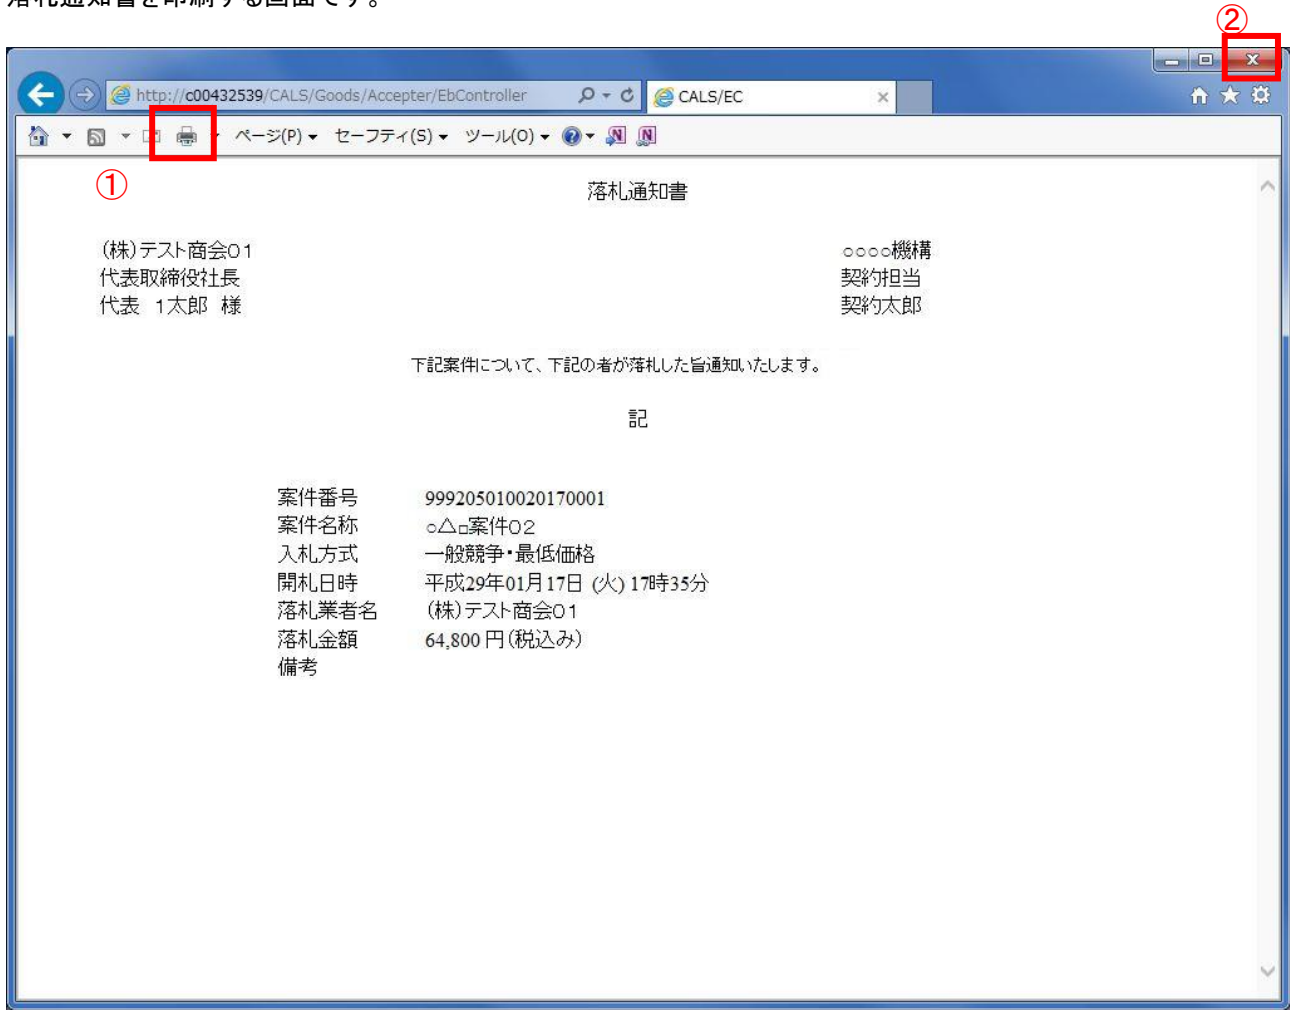 落札通知書を印刷する画面です。
②
http://c00432539/CALS/Goods/Accepter/EbController
CALS/EC
ページ(P) セーフティ(S) ツール(O)
①
落札通知書
(株)テスト商会01
代表取締役社長
代表 1太郎 様
○○○○機構
契約担当
契約太郎
下記案件について、下記の者が落札した旨通知いたします。
記
案件番号 999205010020170001
案件名称 ○△□案件02
入札方式 一般競争・最低価格
開札日時 平成29年01月17日 (火) 17時35分
落札業者名 (株)テスト商会01
落札金額 64,800 円(税込み)
備考